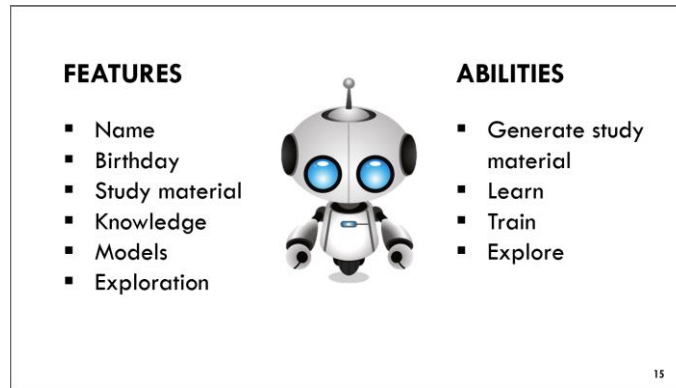 FEATURES
▪ Name
▪ Birthday
▪ Study material
▪ Knowledge
▪ Models
▪ Exploration
ABILITIES
▪ Generate study
material
▪ Learn
▪ Train
▪ Explore
15